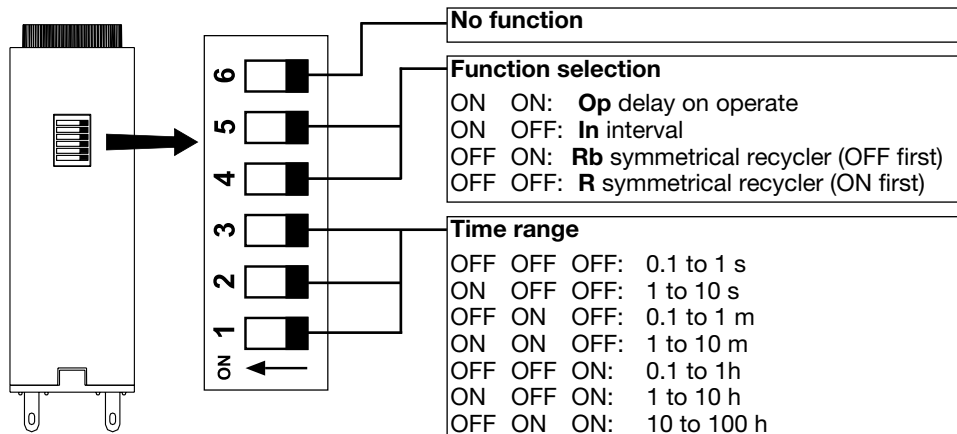 No function
Function selection
ON ON: Op delay on operate
ON OFF: In interval
OFF ON: Rb symmetrical recycler (OFF first)
OFF OFF: R symmetrical recycler (ON first)
Time range
OFF OFF OFF: 0.1 to 1 s
ON OFF OFF: 1 to 10 s
OFF ON OFF: 0.1 to 1 m
ON ON OFF: 1 to 10 m
OFF OFF ON: 0.1 to 1h
ON OFF ON: 1 to 10 h
OFF ON ON: 10 to 100 h
6
5
4
3
2
1
ON